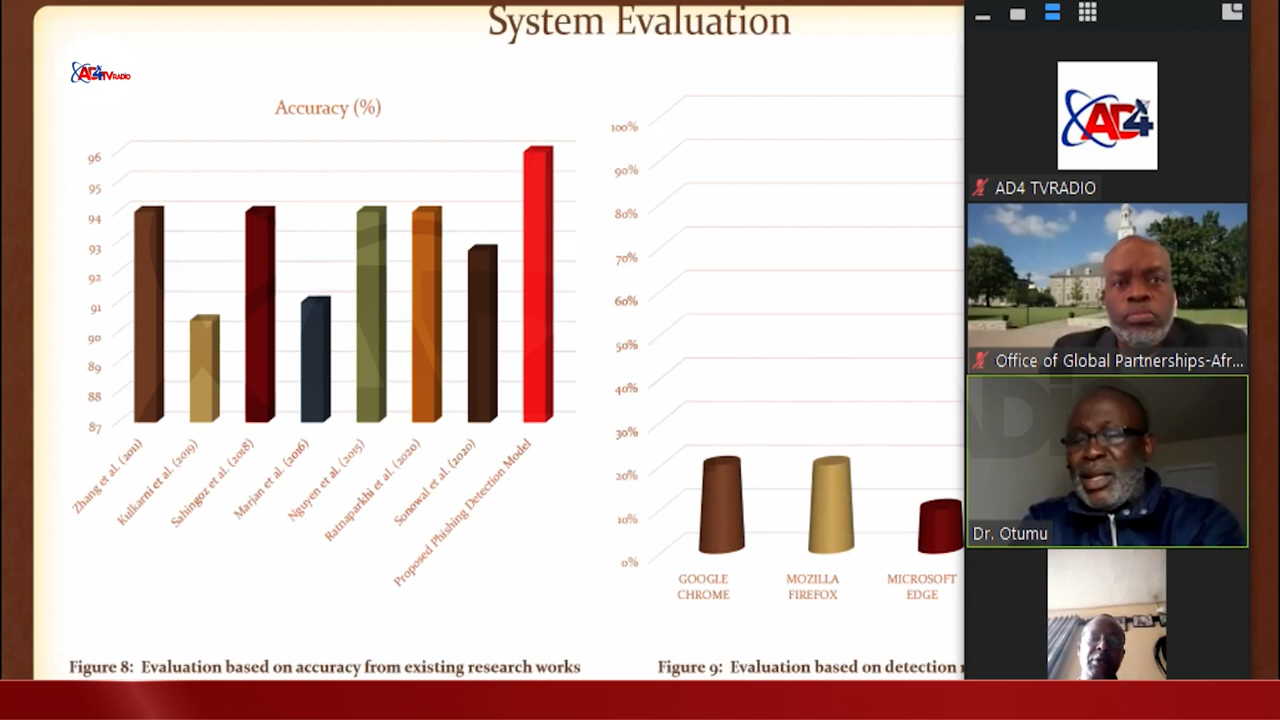 System Evaluation
AD4TVRADIO
Accuracy (%)
96
95
94
93
92
91
90
89
88
87
Zhang et al. (2011)
Kulkarni et al. (2019)
Sahingoz et al. (2018)
Marjan et al. (2016)
Nguyen et al. (2015)
Ratnaparkhi et al. (2020)
Sonowal et al. (2020)
Proposed Phishing Detection Model
Figure 8: Evaluation based on accuracy from existing research works
100%
90%
80%
70%
60%
50%
40%
30%
20%
10%
0%
GOOGLE
CHROME
MOZILLA
FIREFOX
MICROSOFT
EDGE
Figure 9: Evaluation based on detection
AD4
AD4 TVRADIO
Office of Global Partnerships-Afr...
Dr. Otumu